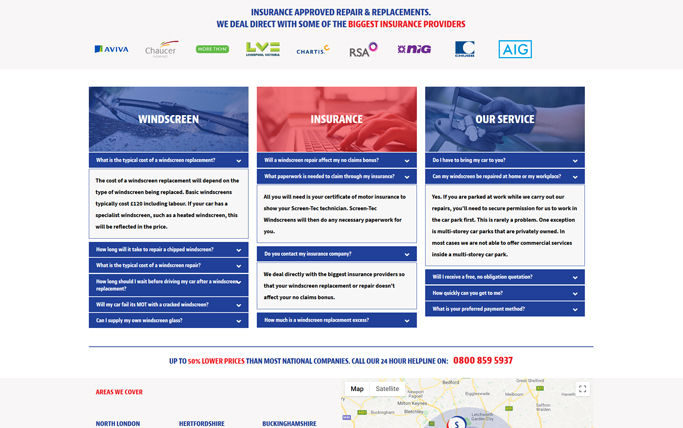 INSURANCE APPROVED REPAIR & REPLACEMENTS.
WE DEAL DIRECT WITH SOME OF THE BIGGEST INSURANCE PROVIDERS
AVIVA
Chaucer
MORE TH>N
LV=
LIVERPOOL VICTORIA
CHARTIS
RSA
NIG
AIG
WINDSCREEN
What is the typical cost of a windscreen replacement?
The cost of a windscreen replacement will depend on the
type of windscreen being replaced. Basic windscreens
typically cost £120 including labour. If your car has a
specialist windscreen, such as a heated windscreen, this
will be reflected in the price.
How long will it take to repair a chipped windscreen?
What is the typical cost of a windscreen repair?
How long should I wait before driving my car after a windscreen
replacement?
Will my car fail its MOT with a cracked windscreen?
Can I supply my own windscreen glass?
INSURANCE
Will a windscreen repair affect my no claims bonus?
What paperwork is needed to claim through my insurance?
All you will need is your certificate of motor insurance to
show your Screen-Tec technician. Screen-Tec
Windscreens will then do any necessary paperwork for
you.
Do you contact my insurance company?
We deal directly with the biggest insurance providers so
that your windscreen replacement or repair doesn't
affect your no claims bonus.
How much is a windscreen replacement excess?
OUR SERVICE
Do I have to bring my car to you?
Can my windscreen be repaired at home or my workplace?
Yes. If you are parked at work while we carry out our
repairs, you'll need to secure permission for us to work in
the car park first. This is rarely a problem. One exception
is multi-storey car parks that are privately owned. In
most cases we are not able to offer commercial services
inside a multi-storey car park.
Will I receive a free, no obligation quotation?
How quickly can you get to me?
What is your preferred payment method?
UP TO 50% LOWER PRICES THAN MOST NATIONAL COMPANIES. CALL OUR 24 HOUR HELPLINE ON: 0800 859 5937
AREAS WE COVER
NORTH LONDON
HERTFORDSHIRE
BUCKINGHAMSHIRE
Map
Satellite
Bedford
Great Shelford
Newport
Pagnell
Biggleswade
Melbourn
Saffron
Walden
Milton Keynes
Buckingham
Bletchley
Letchworth
Garden
S